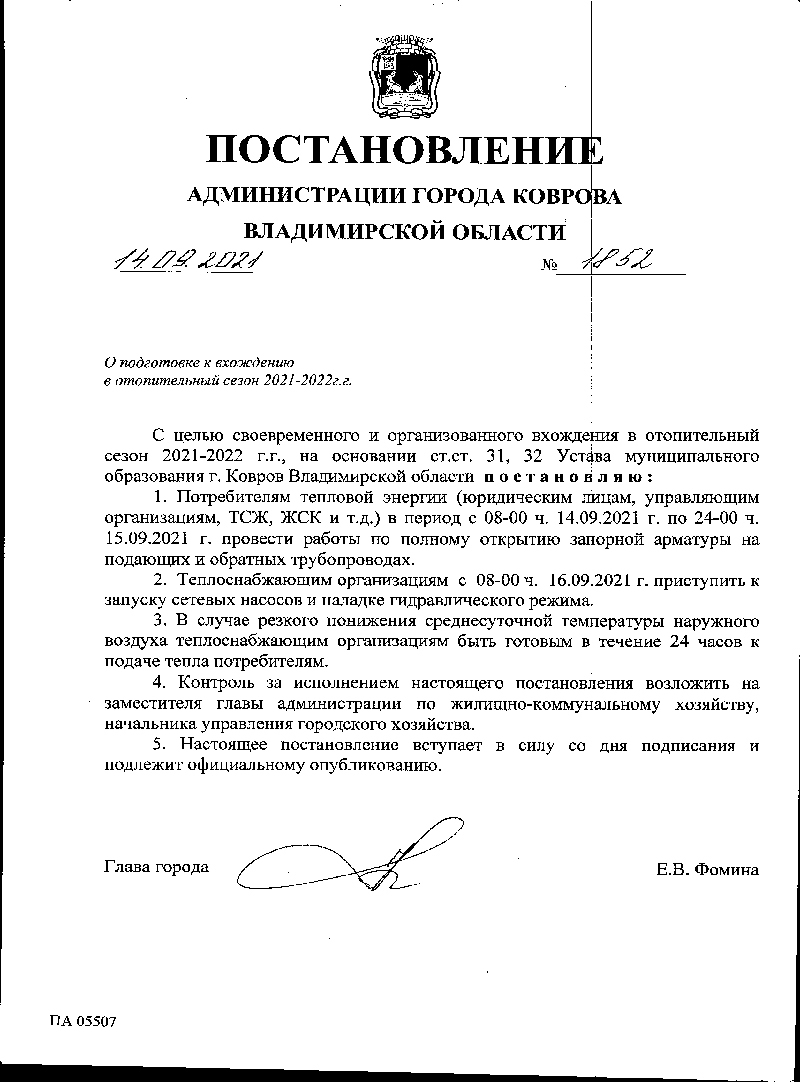 ПОСТАНОВЛЕНИЕ
АДМИНИСТРАЦИИ ГОРОДА КОВРОВА
ВЛАДИМИРСКОЙ ОБЛАСТИ
14.09.2021 № 1852
О подготовке к вхождению
в отопительный сезон 2021-2022г.г.
С целью своевременного и организованного вхождения в отопительный
сезон 2021-2022 г.г., на основании ст.ст. 31, 32 Устава муниципального
образования г. Ковров Владимирской области п о с т а н о в л я ю :
1. Потребителям тепловой энергии (юридическим лицам, управляющим
организациям, ТСЖ, ЖСК и т.д.) в период с 08-00 ч. 14.09.2021 г. по 24-00 ч.
15.09.2021 г. провести работы по полному открытию запорной арматуры на
подающих и обратных трубопроводах.
2. Теплоснабжающим организациям с 08-00 ч. 16.09.2021 г. приступить к
запуску сетевых насосов и наладке гидравлического режима.
3. В случае резкого понижения среднесуточной температуры наружного
воздуха теплоснабжающим организациям быть готовым в течение 24 часов к
подаче тепла потребителям.
4. Контроль за исполнением настоящего постановления возложить на
заместителя главы администрации по жилищно-коммунальному хозяйству,
начальника управления городского хозяйства.
5. Настоящее постановление вступает в силу со дня подписания и
подлежит официальному опубликованию.
Глава города Е.В. Фомина
ПА 05507